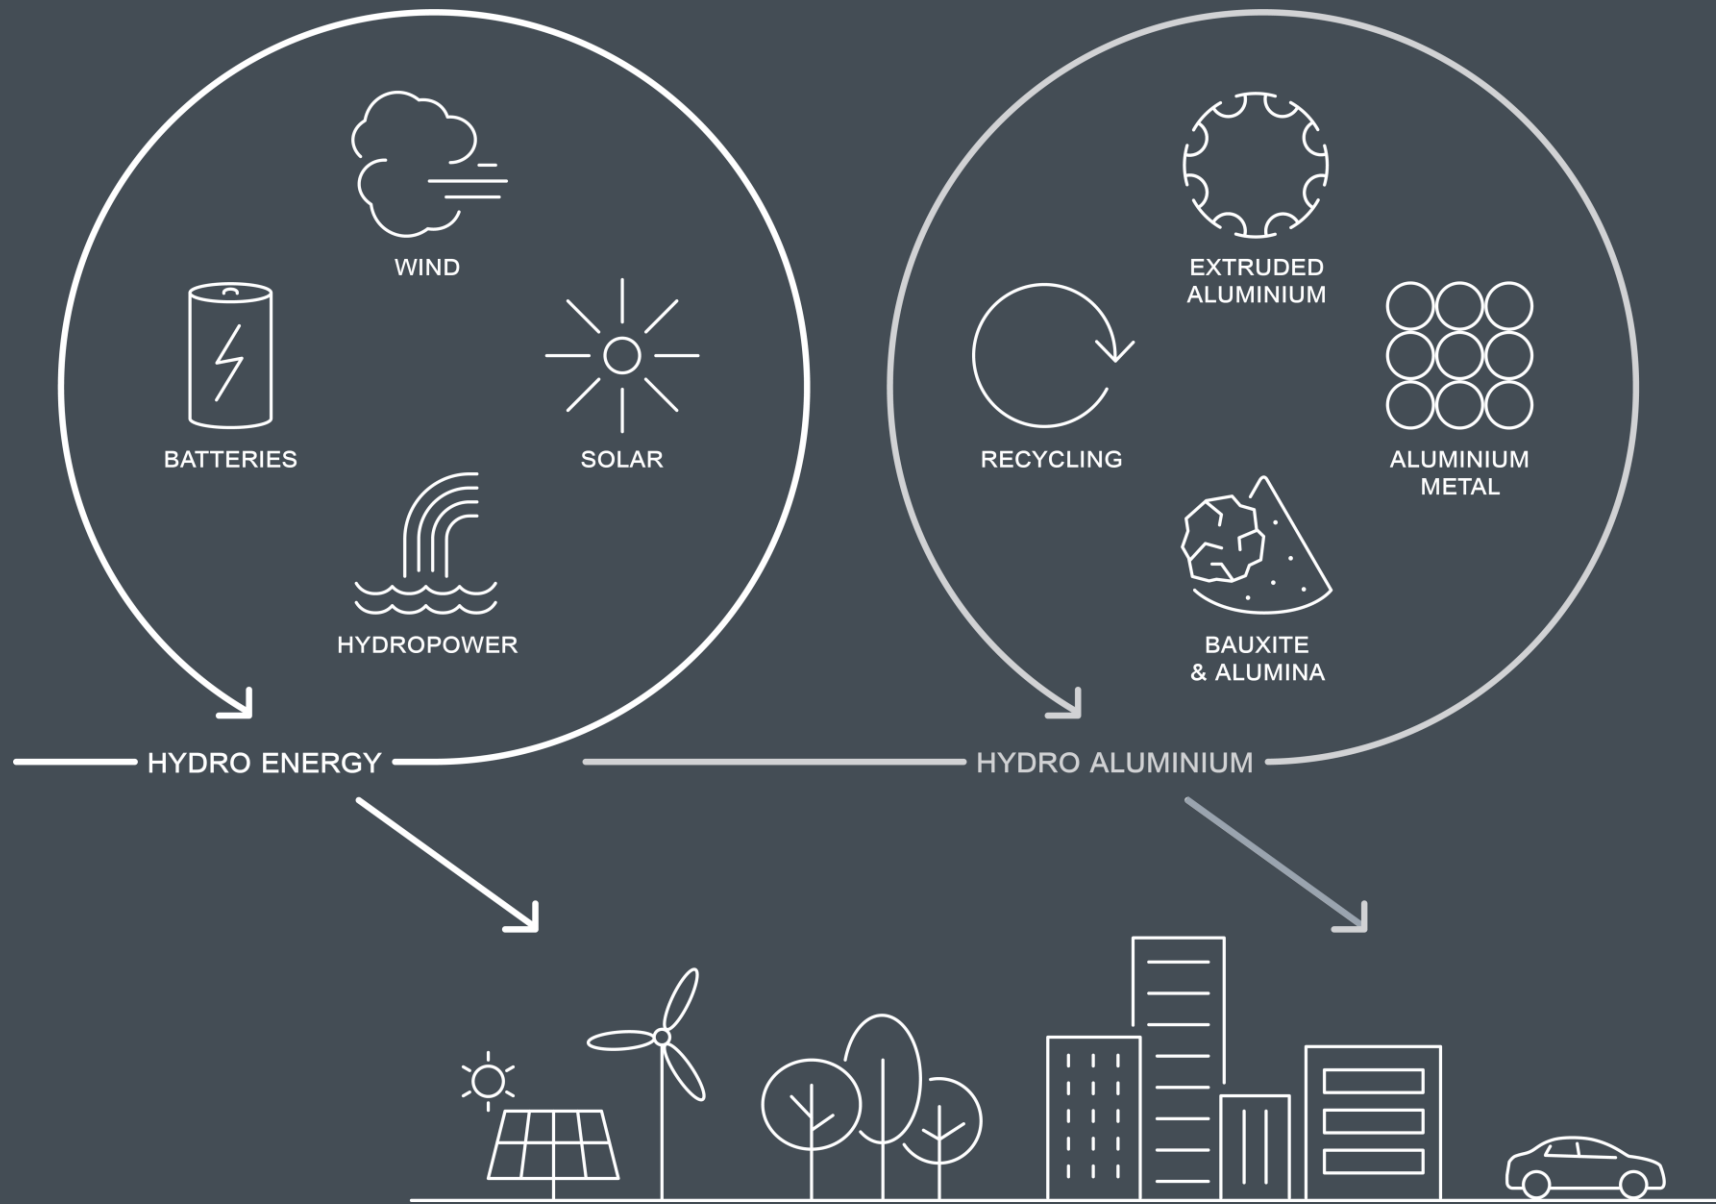 WIND
BATTERIES
SOLAR
HYDROPOWER
HYDRO ENERGY
EXTRUDED
ALUMINIUM
RECYCLING
ALUMINIUM
METAL
BAUXITE
& ALUMINA
HYDRO ALUMINIUM